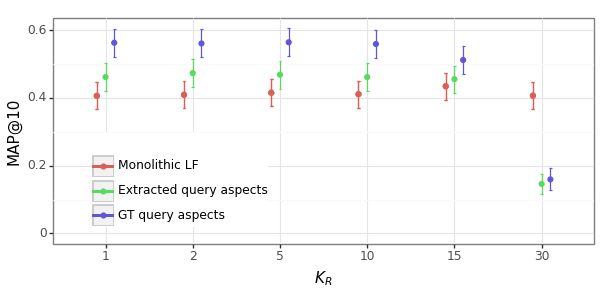 MAP@10
0.6
0.4
0.2
0
Monolithic LF
Extracted query aspects
GT query aspects
1 2 5 10 15 30
K_R